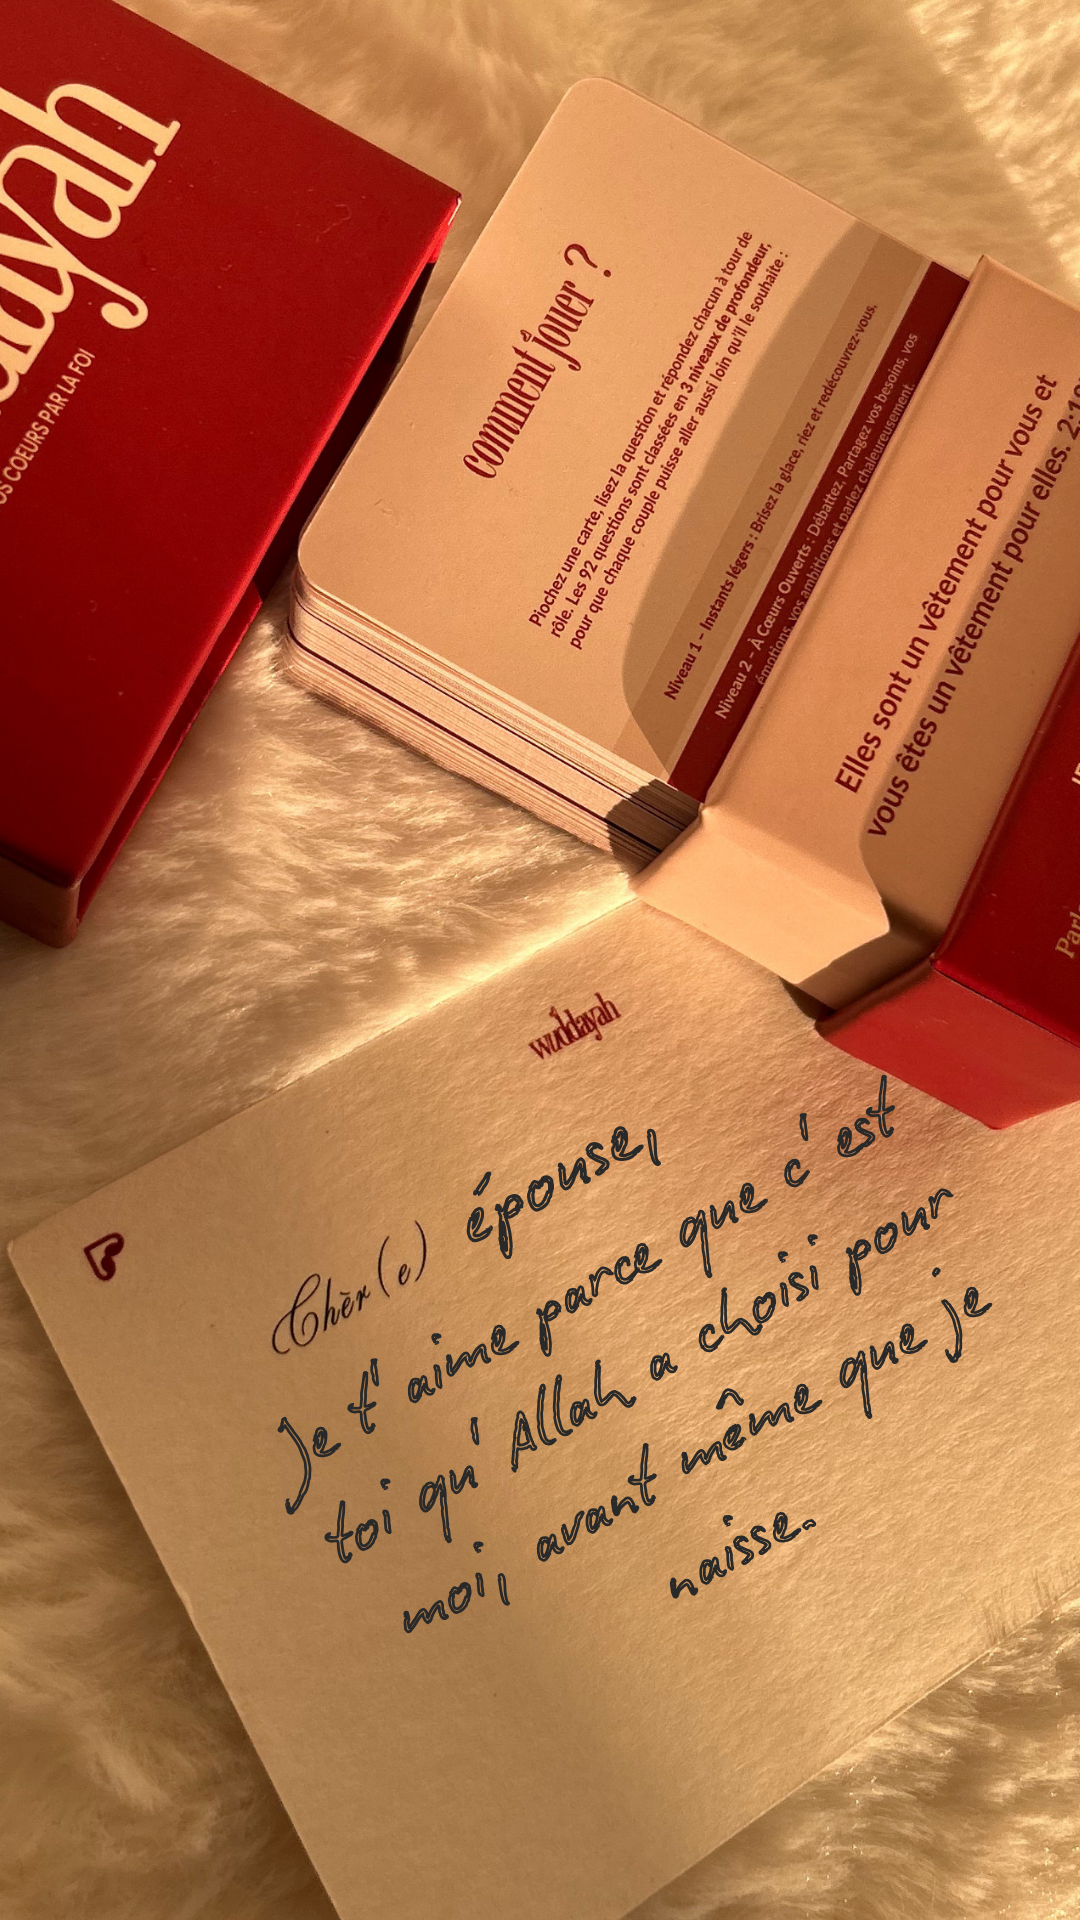 OS COEURS PAR LA FOI
comment jouer ?
Piochez une carte, lisez la question et répondez chacun à tour de
rôle. Les 92 questions sont classées en 3 niveaux de profondeur,
pour que chaque couple puisse aller aussi loin qu'il le souhaite :
Niveau 1 – Instants légers : Brisez la glace, riez et redécouvrez-vous.
Niveau 2 – À Cœurs Ouverts : Débattez, Partagez vos besoins, vos
émotions, vos ambitions et parlez chaleureusement.
Elles sont un vêtement pour vous et
vous êtes un vêtement pour elles.
wuddayah
Chèr(e) épouse,
Je t'aime parce que c'est
toi qu'Allah a choisi pour
moi, avant même que je
naisse.